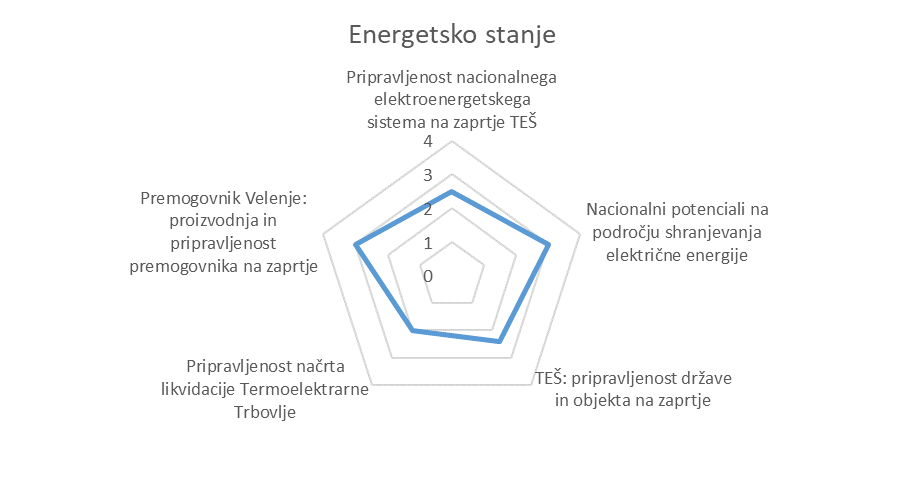 Energetsko stanje
Pripravljenost nacionalnega
elektroenergetskega
sistema na zaprtje TEŠ
4
3
2
1
0
Nacionalni potenciali na
področju shranjevanja
električne energije
TEŠ: pripravljenost države
in objekta na zaprtje
Pripravljenost načrta
likvidacije Termoelektrarne
Trbovlje
Premogovnik Velenje:
proizvodnja in
pripravljenost
premogovnika na zaprtje